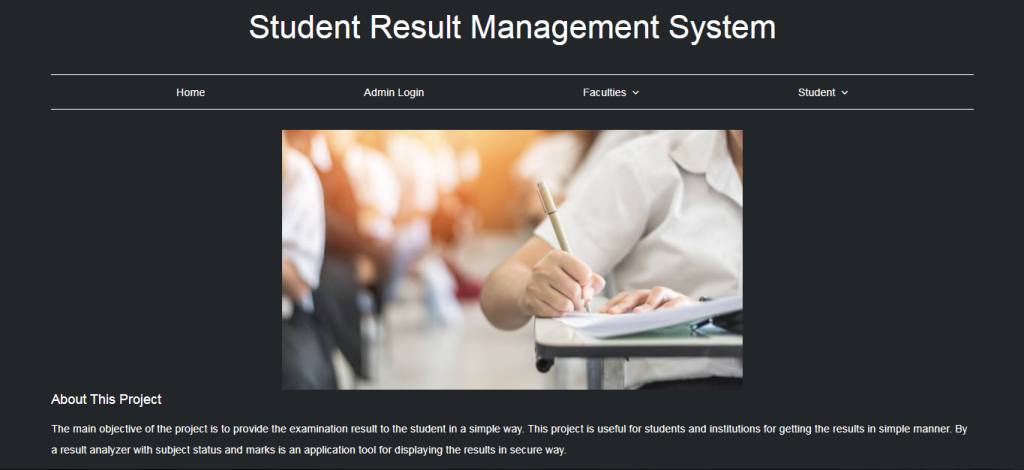 Student Result Management System
Home
Admin Login
Faculties
Student
About This Project
The main objective of the project is to provide the examination result to the student in a simple way. This project is useful for students and institutions for getting the results in simple manner. By
a result analyzer with subject status and marks is an application tool for displaying the results in secure way.